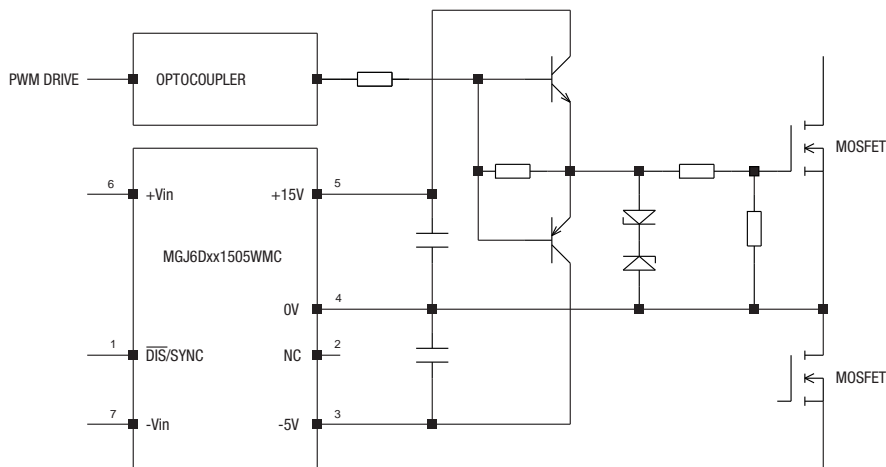 PWM DRIVE
OPTOCOUPLER
MOSFET
6
+Vin
+15V
5
MGJ6Dxx1505WMC
0V
4
1
DIS/SYNC
NC
2
MOSFET
7
-Vin
-5V
3